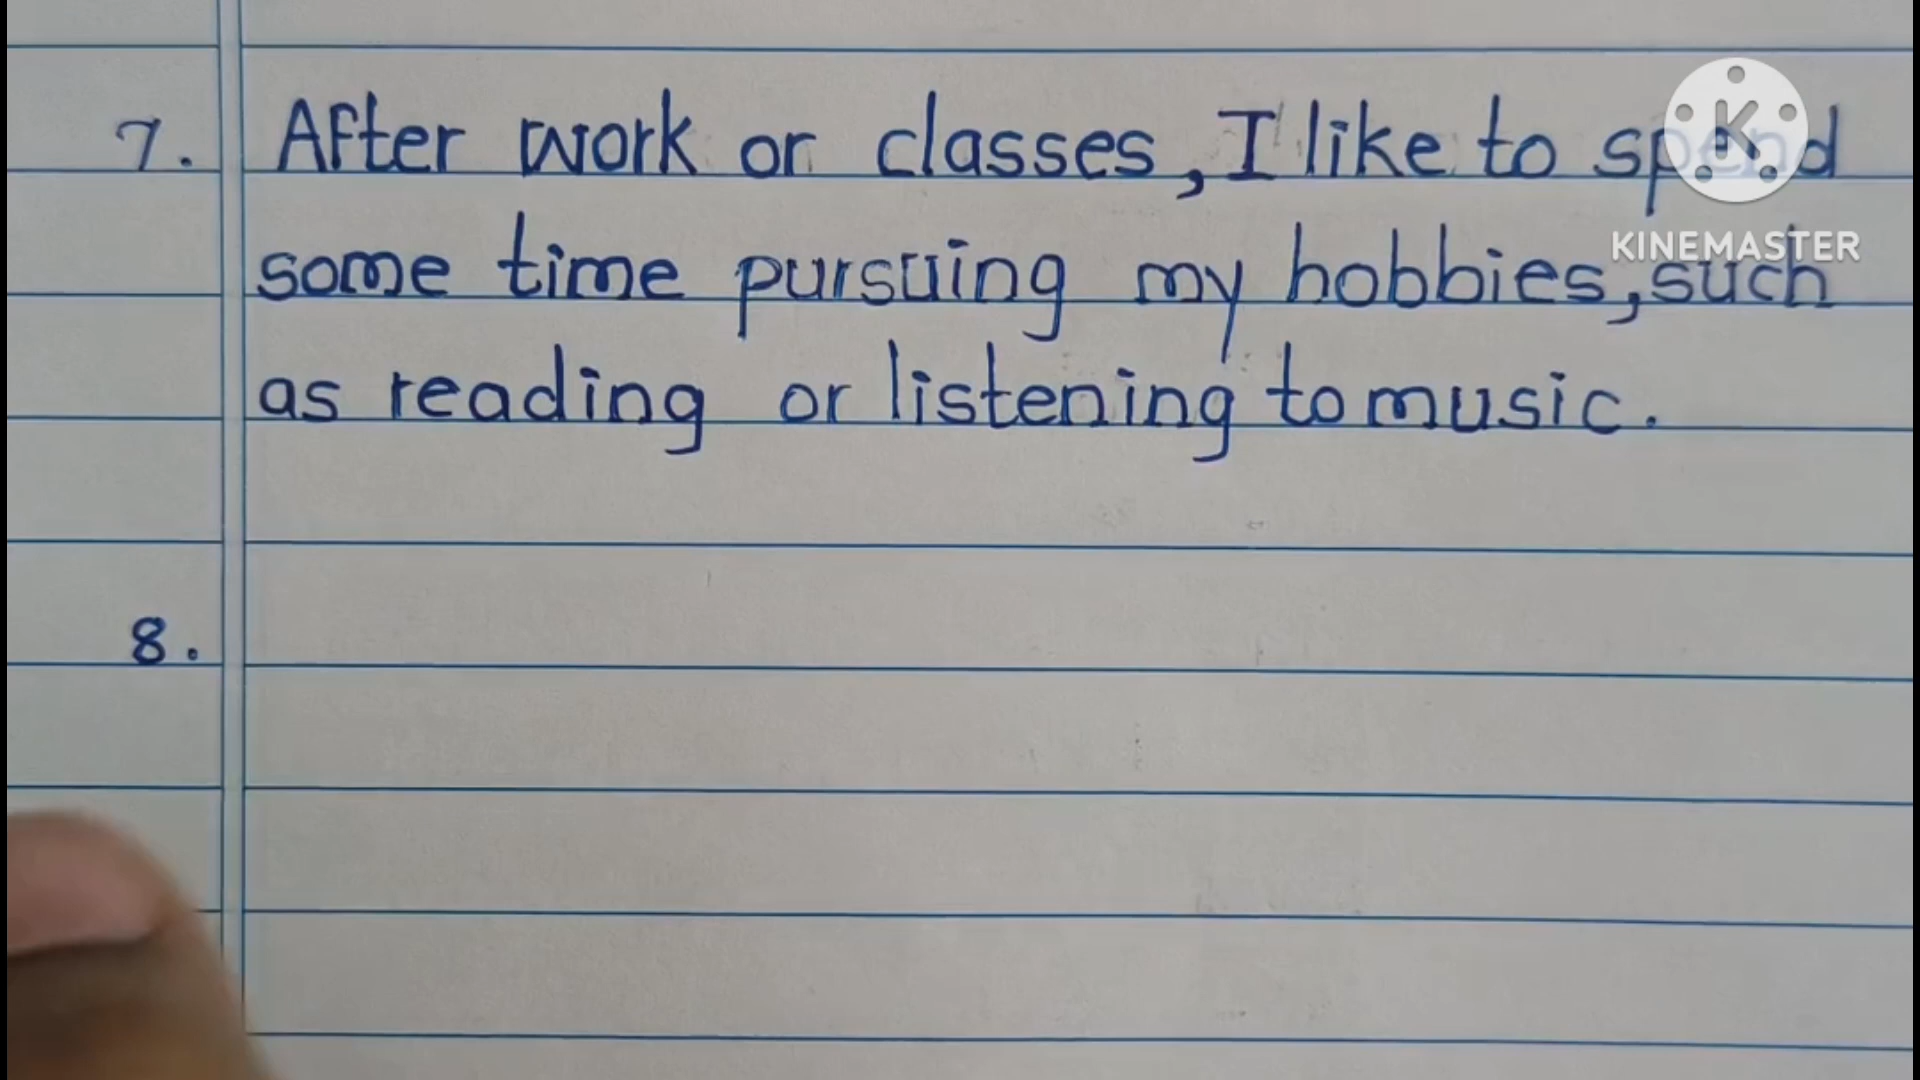 7. After work or classes, I like to spend
KINEMASTER
some time pursuing my hobbies, such
as reading or listening to music.
8.